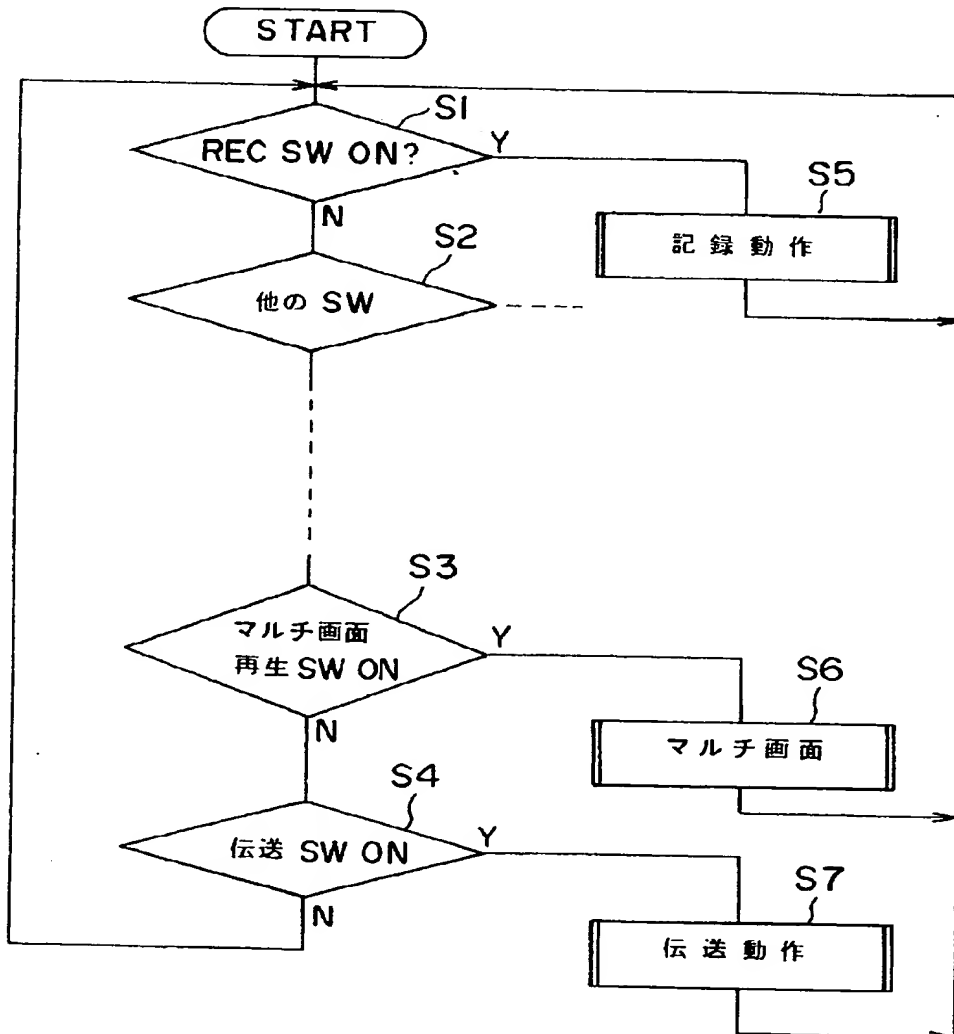 START
S1
REC SW ON?
Y
N
S5
記録動作
S2
他の SW
S3
マルチ画面
再生 SW ON
Y
N
S6
マルチ画面
S4
伝送 SW ON
Y
N
S7
伝送動作